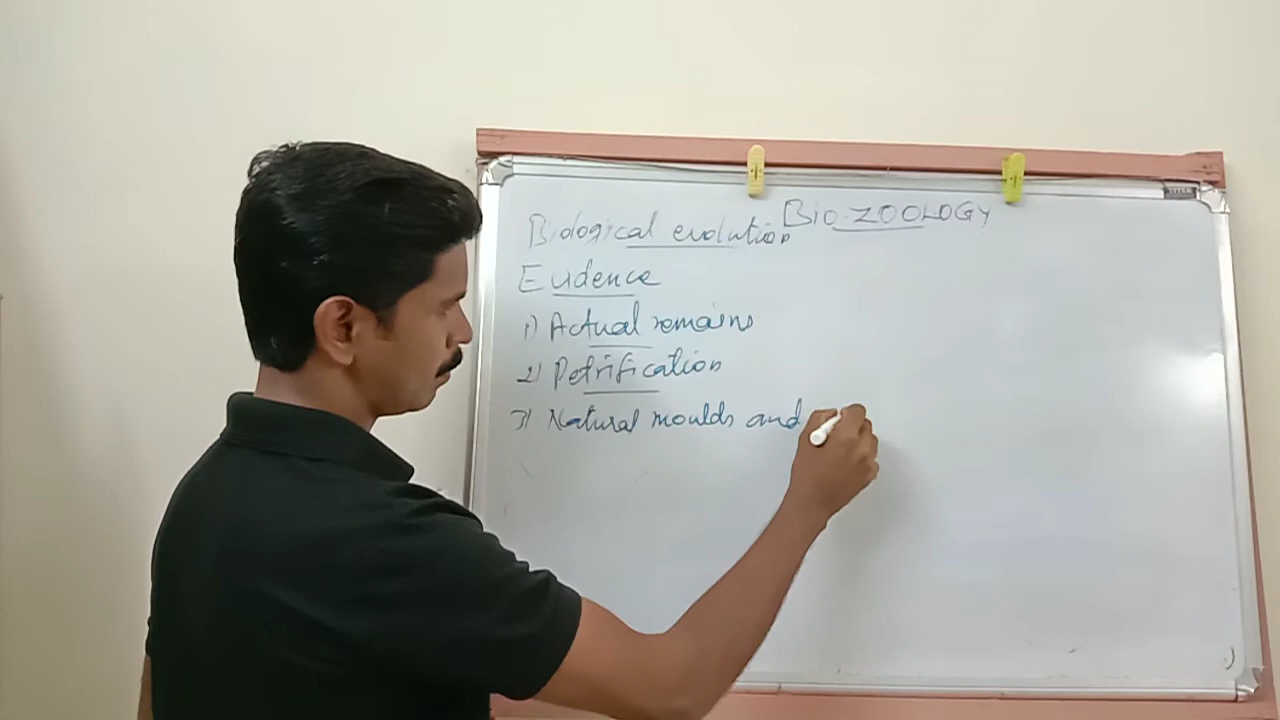 Bio-ZOOLOGY
Biological evolution
Evidence
1) Actual remains
2) Petrification
3) Natural moulds and